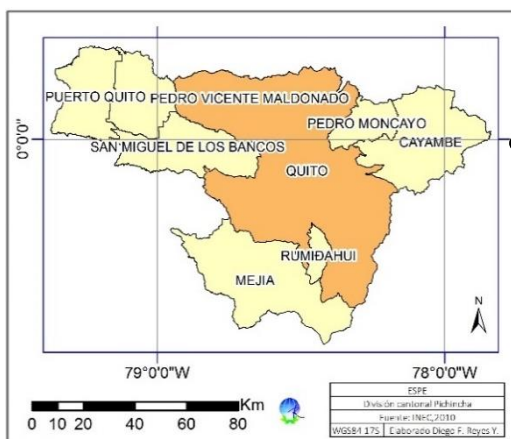 PUERTO QUITO
PEDRO VICENTE MALDONADO
PEDRO MONCAYO
SAN MIGUEL DE LOS BANCOS
CAYAMBE
0°0'0"
QUITO
RUMIÐAHUI
MEJIA
N
79°0'0"W
78°0'0"W
Km
0 10 20 40 60 80
ESPE
División cantonal Pichincha
Fuente: INEC,2010
WGS84 17S Elaborado Diego F. Reyes Y.